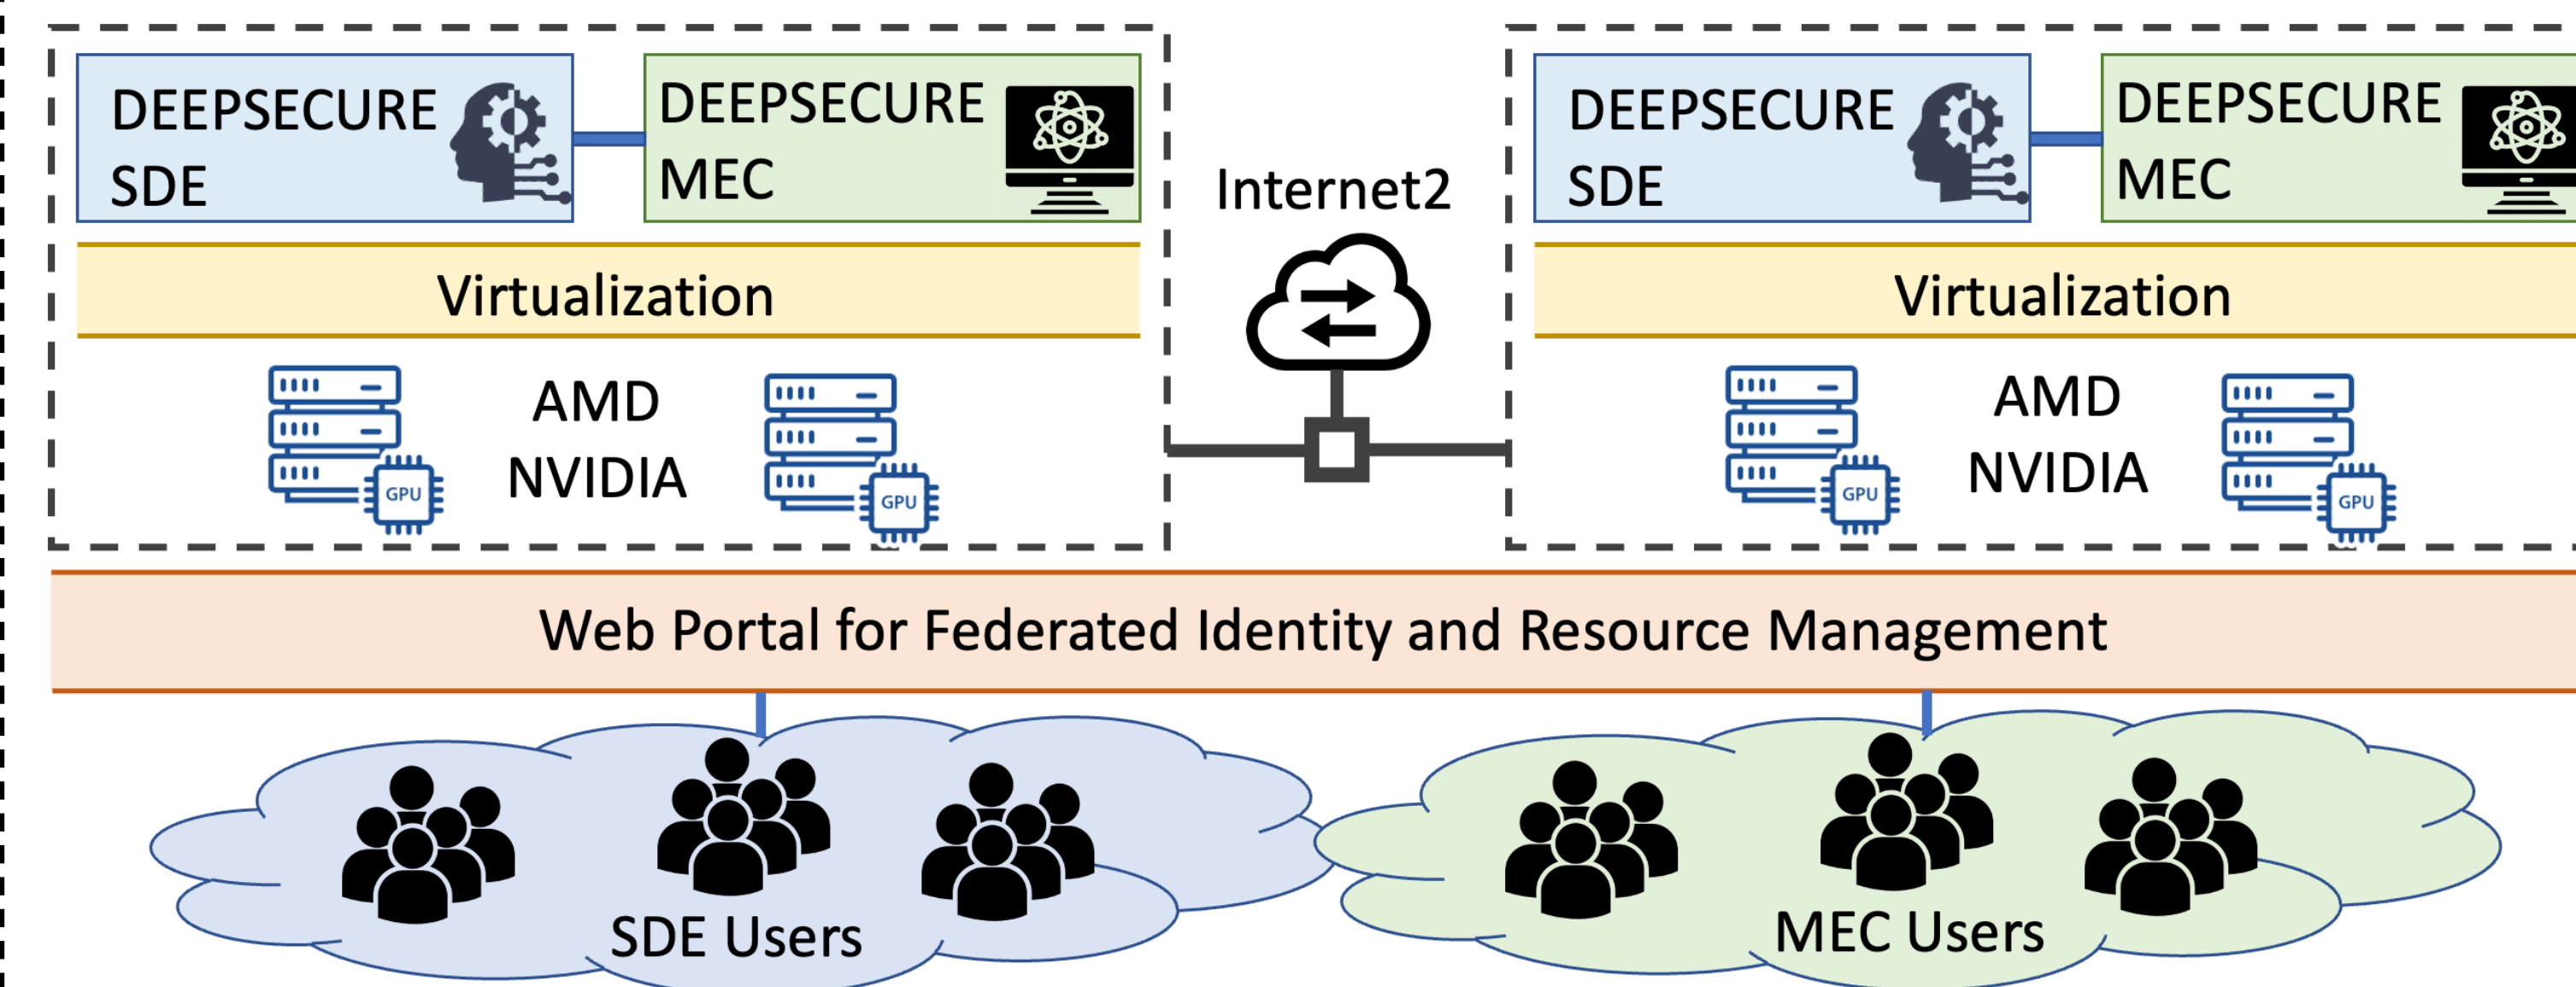 DEEPSECURE
SDE
DEEPSECURE
MEC
Virtualization
AMD
NVIDIA
GPU
GPU
Internet2
DEEPSECURE
SDE
DEEPSECURE
MEC
Virtualization
AMD
NVIDIA
GPU
GPU
Web Portal for Federated Identity and Resource Management
SDE Users
MEC Users